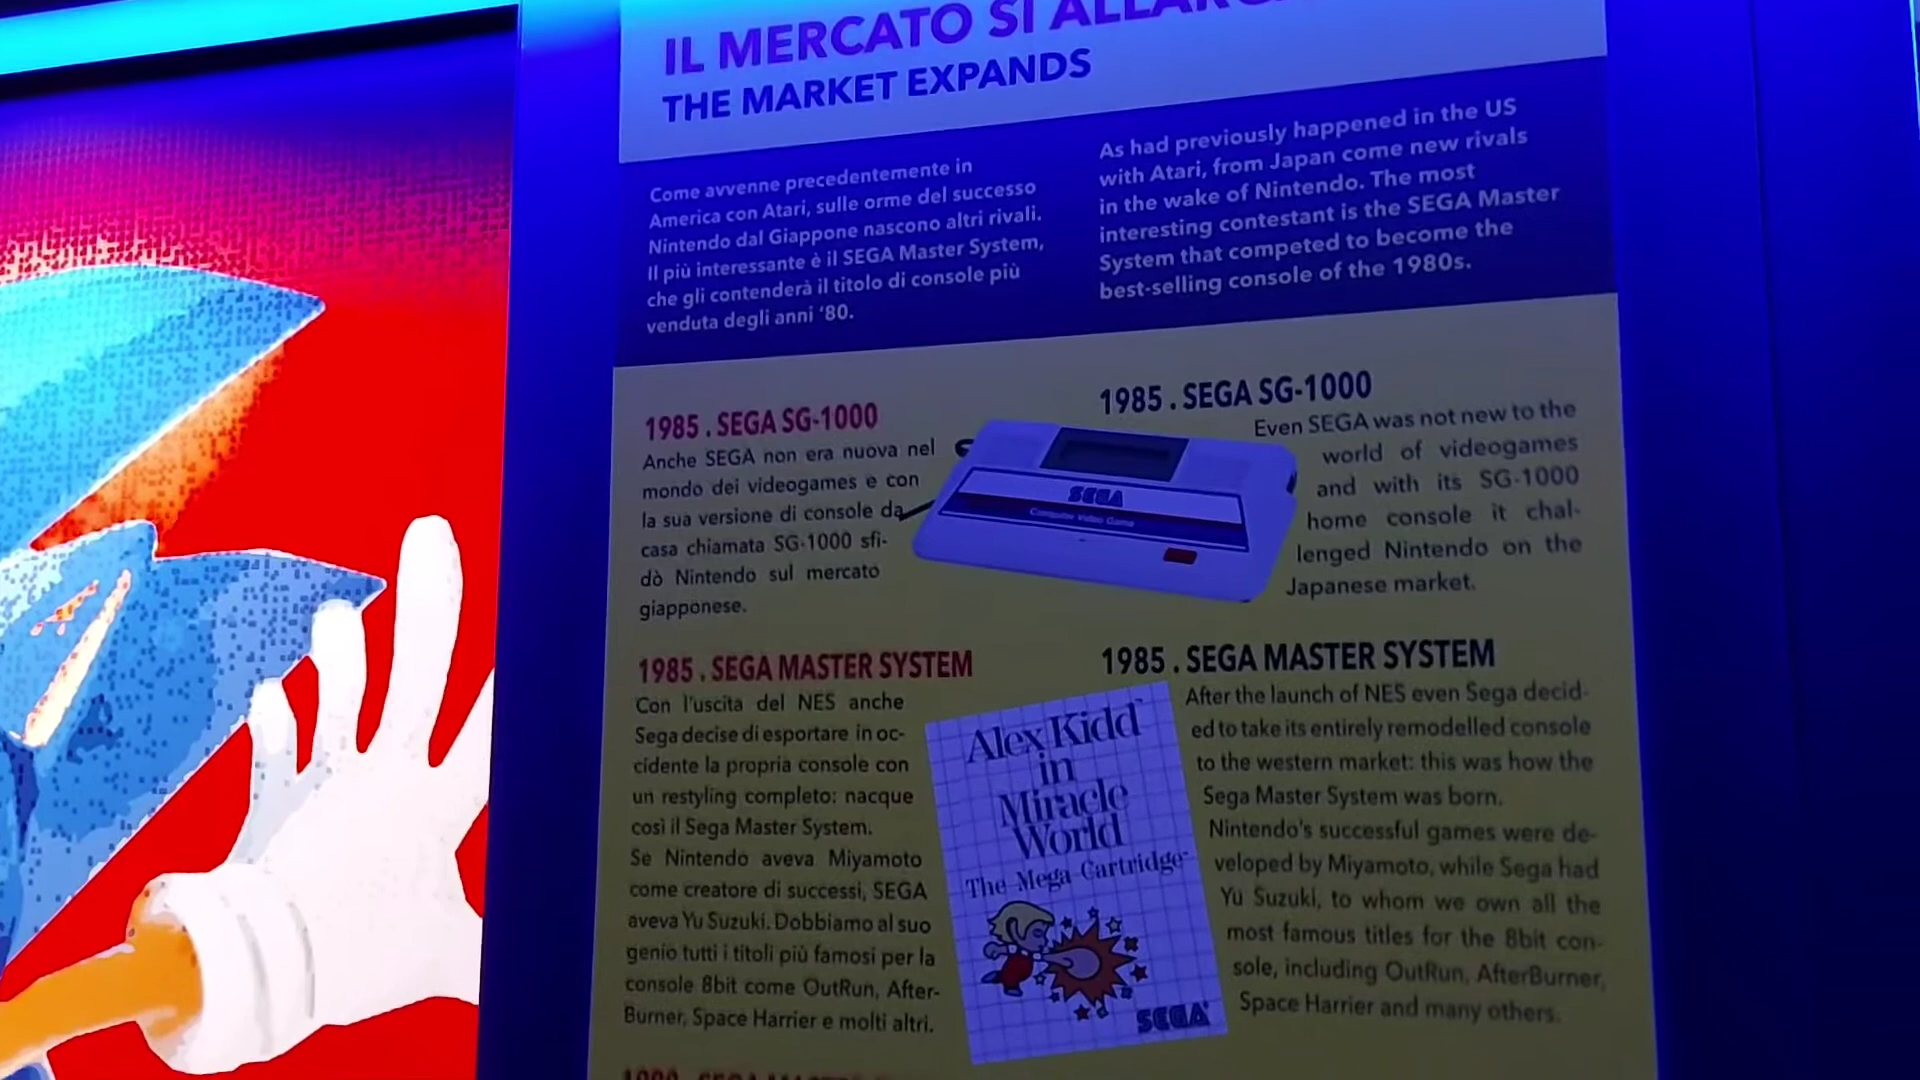 IL MERCATO SI
THE MARKET EXPANDS
Come avvenne precedentemente in
America con Atari, sulle orme del successo
Nintendo dal Giappone nascono altri rivali.
Il più interessante è il SEGA Master System,
che gli contenderà il titolo di console più
venduta degli anni ‘80.
As had previously happened in the US
with Atari, from Japan come new rivals
in the wake of Nintendo. The most
interesting contestant is the SEGA Master
System that competed to become the
best-selling console of the 1980s.
1985 . SEGA SG-1000
Anche SEGA non era nuova nel
mondo dei videogames e con
la sua versione di console da
casa chiamata SG-1000 sfi-
dò Nintendo sul mercato
giapponese.
SEGA
Computer Video Game
1985 . SEGA SG-1000
Even SEGA was not new to the
world of videogames
and with its SG-1000
home console it chal-
lenged Nintendo on the
Japanese market.
1985 . SEGA MASTER SYSTEM
Con l'uscita del NES anche
Sega decise di esportare in oc-
cidente la propria console con
un restyling completo: nacque
così il Sega Master System.
Se Nintendo aveva Miyamoto
come creatore di successi, SEGA
aveva Yu Suzuki. Dobbiamo al suo
genio tutti i titoli più famosi per la
console 8bit come OutRun, After-
Burner, Space Harrier e molti altri.
Alex Kidd™
in
Miracle
World
The Mega Cartridge™
SEGA®
1985 . SEGA MASTER SYSTEM
After the launch of NES even Sega decid-
ed to take its entirely remodelled console
to the western market: this was how the
Sega Master System was born.
Nintendo's successful games were de-
veloped by Miyamoto, while Sega had
Yu Suzuki, to whom we own all the
most famous titles for the 8bit con-
sole, including OutRun, AfterBurner,
Space Harrier and many others.